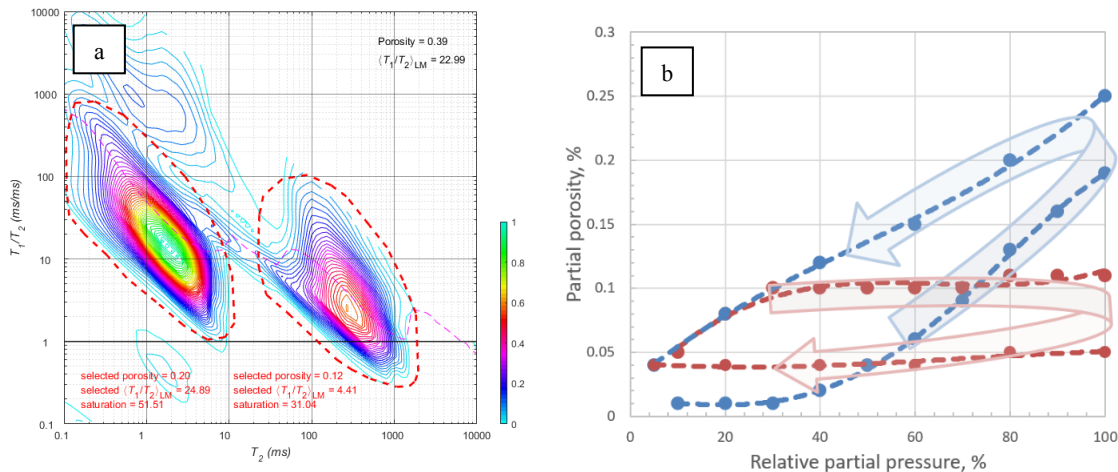 a
Porosity = 0.39
⟨T₁/T₂⟩LM = 22.99
10000
1000
100
10
1
0.1
T₁/T₂ (ms/ms)
selected porosity = 0.20
selected ⟨T₁/T₂⟩LM = 24.89
saturation = 51.51
selected porosity = 0.12
selected ⟨T₁/T₂⟩LM = 4.41
saturation = 31.04
0.1 1 10 100 1000 10000
T₂ (ms)
1
0.8
0.6
0.4
0.2
0
b
0.3
0.25
0.2
0.15
0.1
0.05
0
Partial porosity, %
0 20 40 60 80 100
Relative partial pressure, %